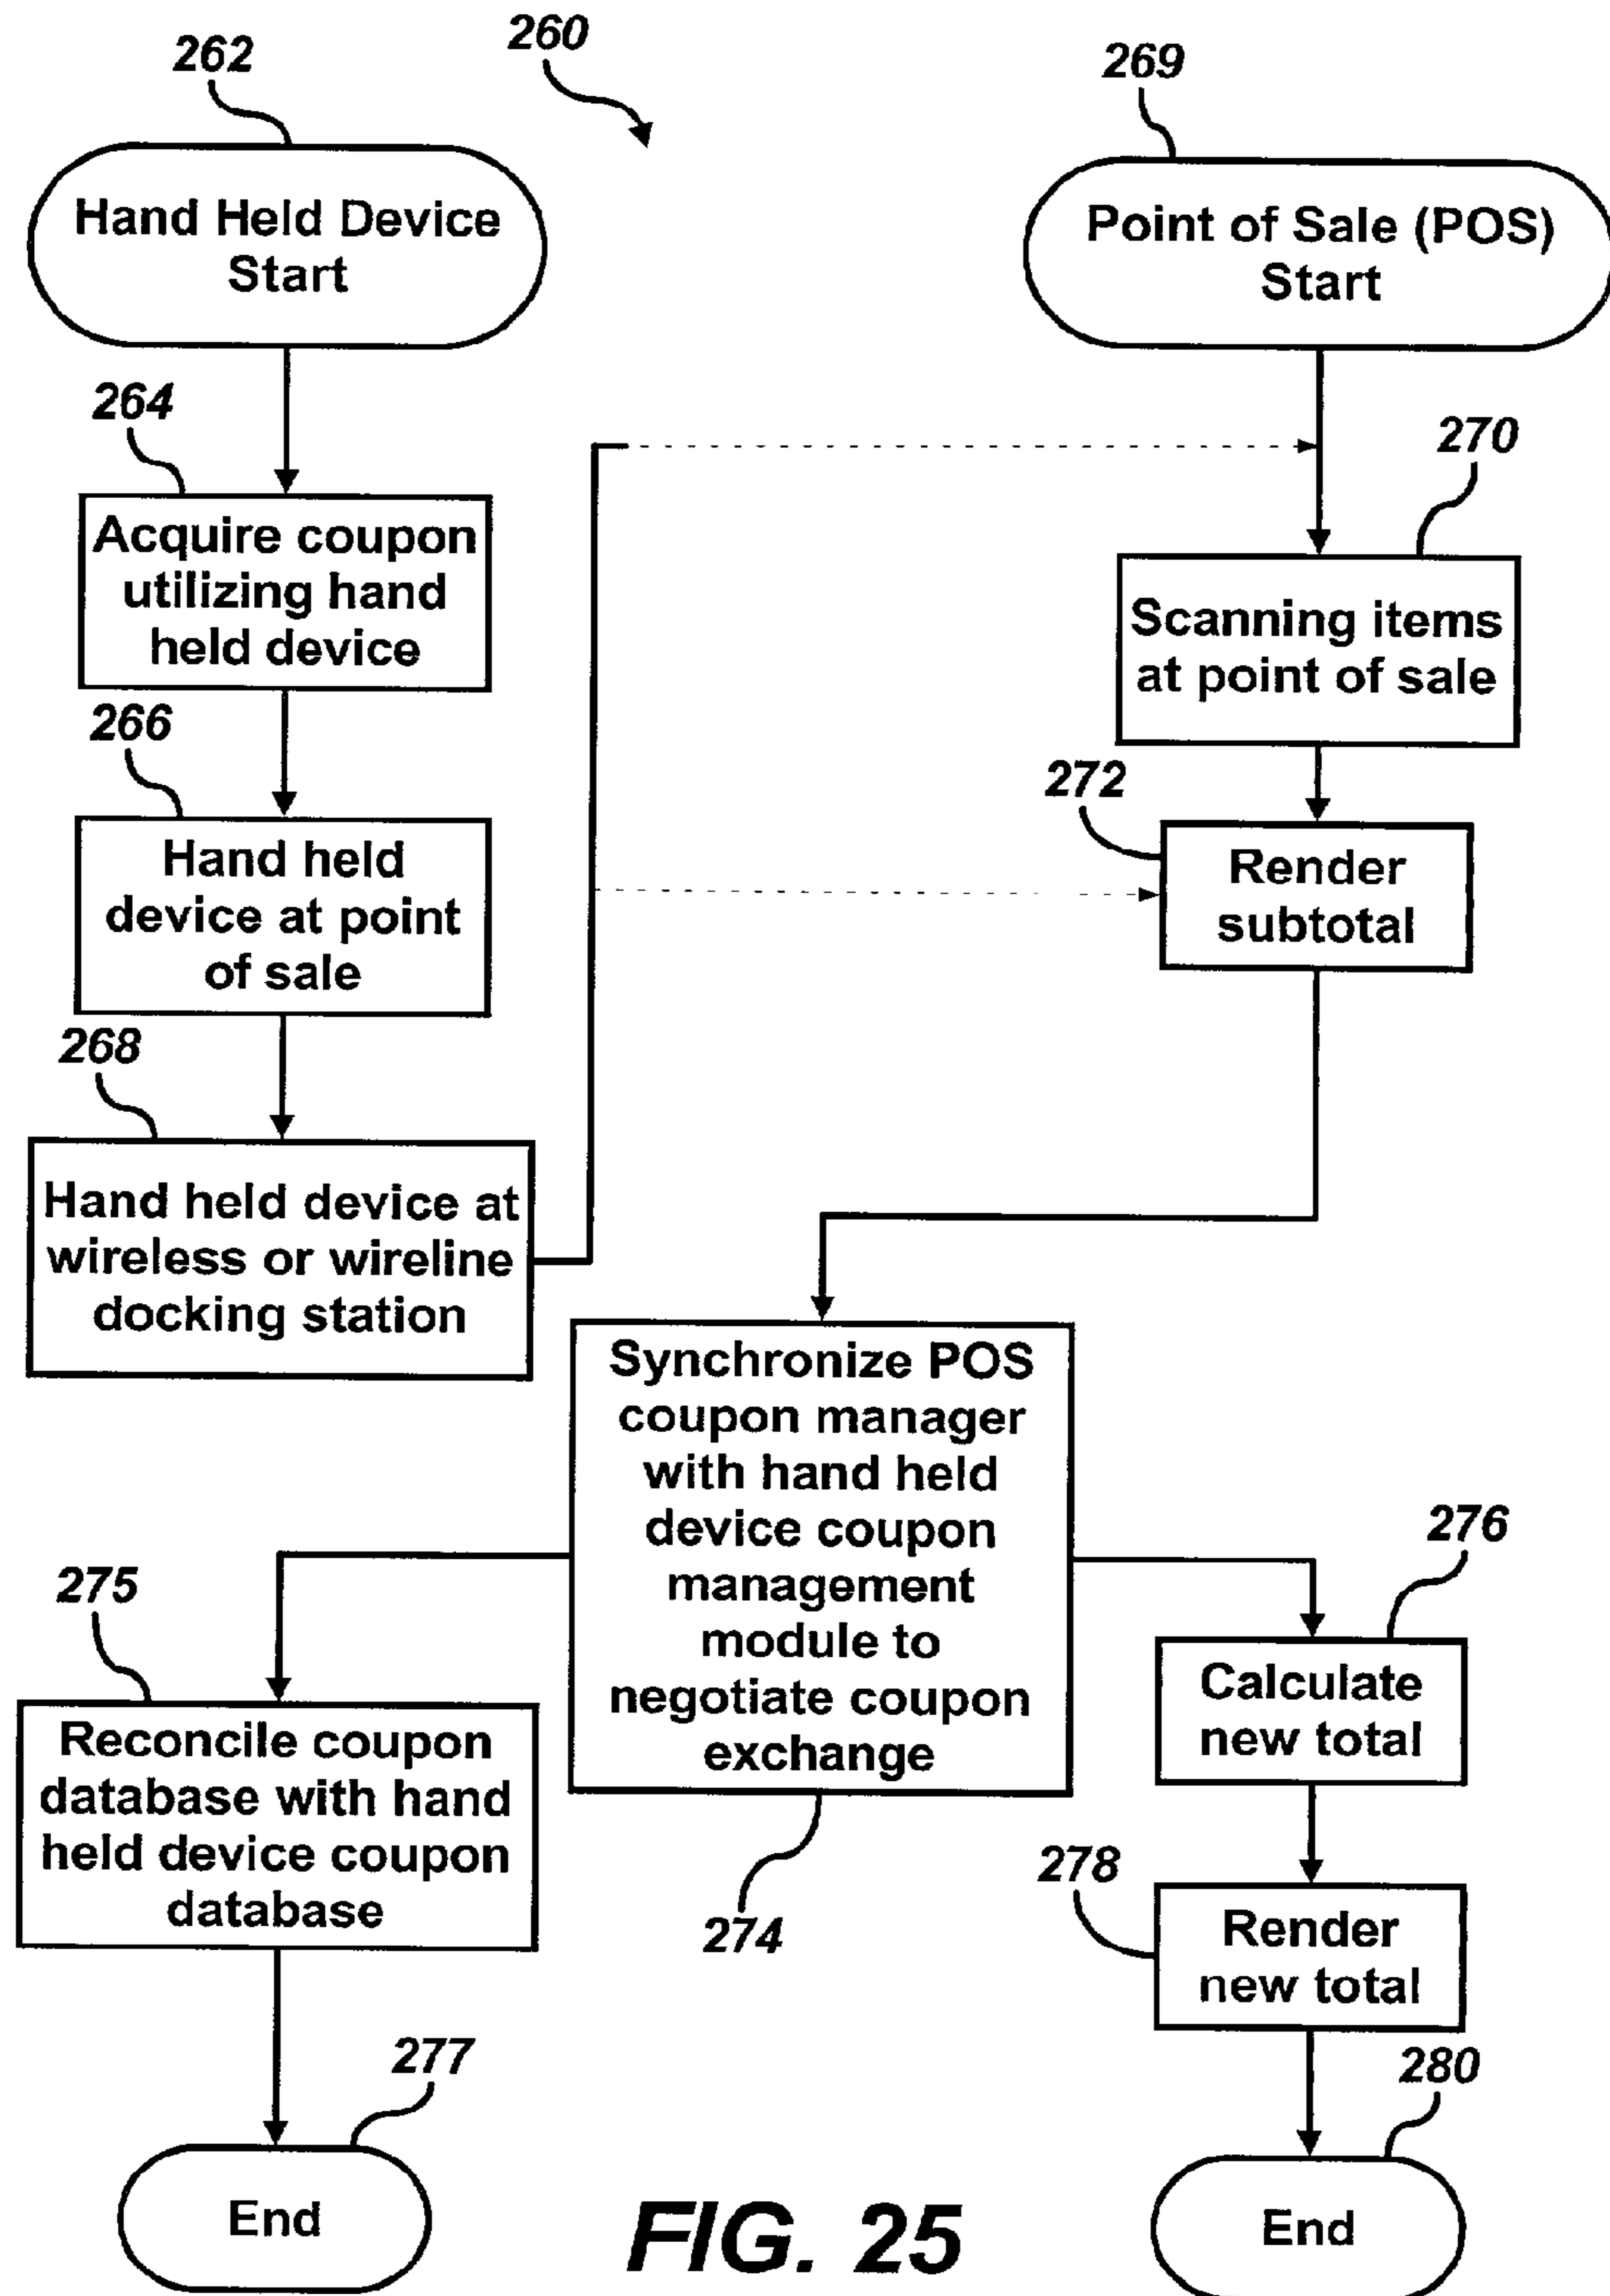 260
262
269
Hand Held Device
Start
Point of Sale (POS)
Start
264
270
Acquire coupon
utilizing hand
held device
Scanning items
at point of sale
266
272
Hand held
device at point
of sale
Render
subtotal
268
Hand held device at
wireless or wireline
docking station
Synchronize POS
coupon manager
with hand held
device coupon
management
module to
negotiate coupon
exchange
274
275
276
Reconcile coupon
database with hand
held device coupon
database
Calculate
new total
278
Render
new total
277
280
End
End
FIG. 25